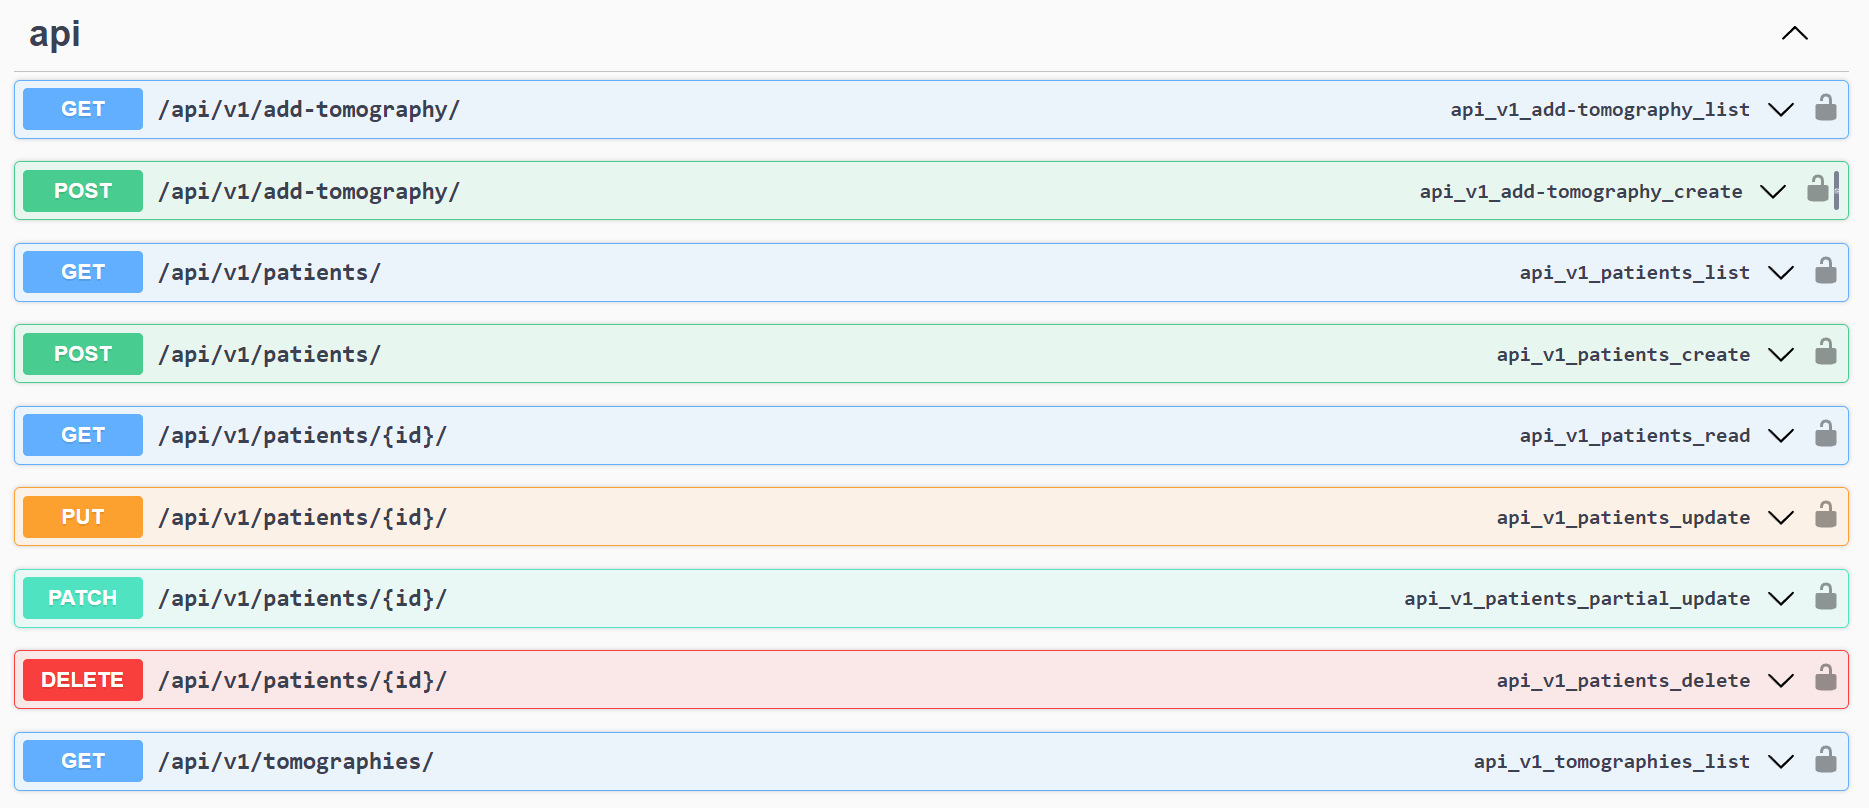 api
GET /api/v1/add-tomography/ api_v1_add-tomography_list
POST /api/v1/add-tomography/ api_v1_add-tomography_create
GET /api/v1/patients/ api_v1_patients_list
POST /api/v1/patients/ api_v1_patients_create
GET /api/v1/patients/{id}/ api_v1_patients_read
PUT /api/v1/patients/{id}/ api_v1_patients_update
PATCH /api/v1/patients/{id}/ api_v1_patients_partial_update
DELETE /api/v1/patients/{id}/ api_v1_patients_delete
GET /api/v1/tomographies/ api_v1_tomographies_list